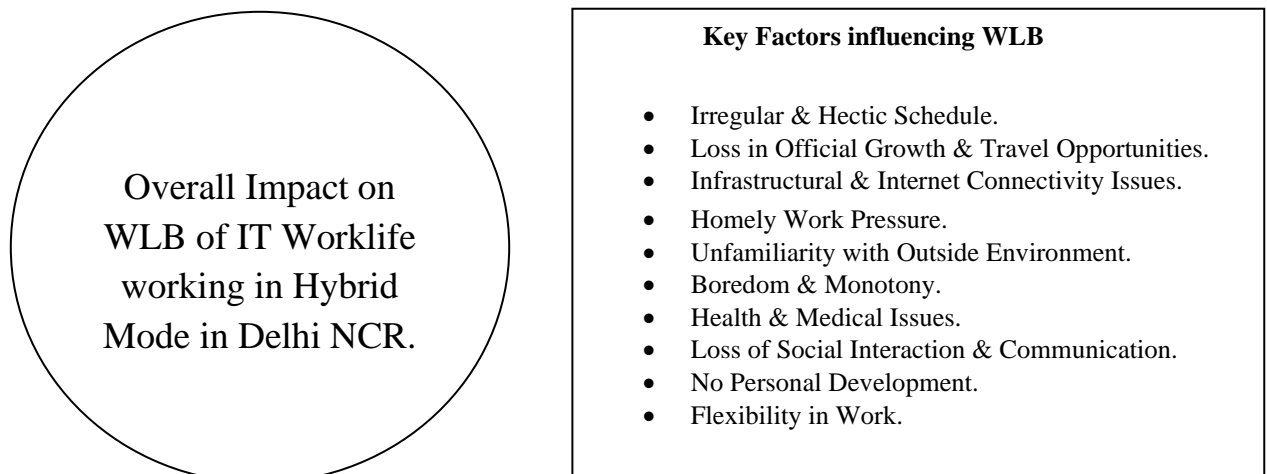 Overall Impact on
WLB of IT Worklife
working in Hybrid
Mode in Delhi NCR.
Key Factors influencing WLB
• Irregular & Hectic Schedule.
• Loss in Official Growth & Travel Opportunities.
• Infrastructural & Internet Connectivity Issues.
• Homely Work Pressure.
• Unfamiliarity with Outside Environment.
• Boredom & Monotony.
• Health & Medical Issues.
• Loss of Social Interaction & Communication.
• No Personal Development.
• Flexibility in Work.